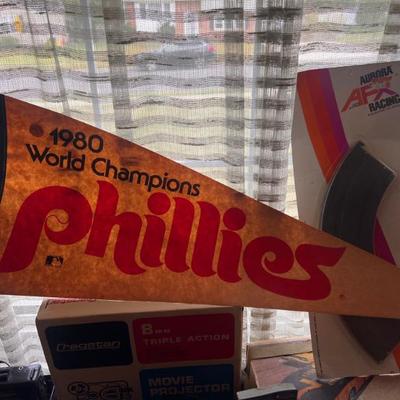 1980
World Champions
Phillies
AURORA
AFX
RACING
8mm
TRIPLE ACTION
MOVIE
PROJECTOR